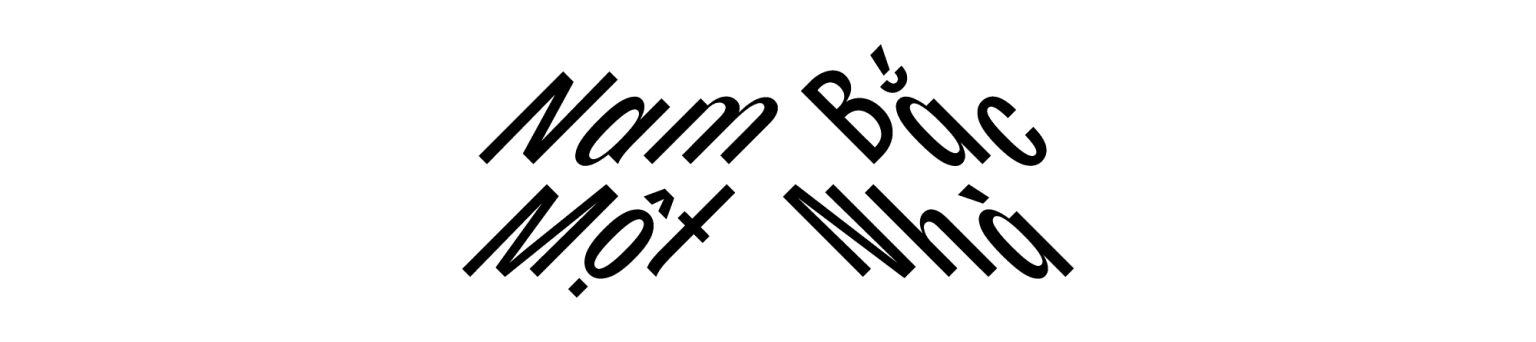 Nam Bắc
Một Nhà